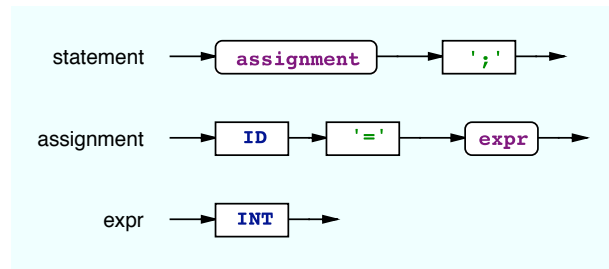 statement assignment ';'
assignment ID '=' expr
expr INT